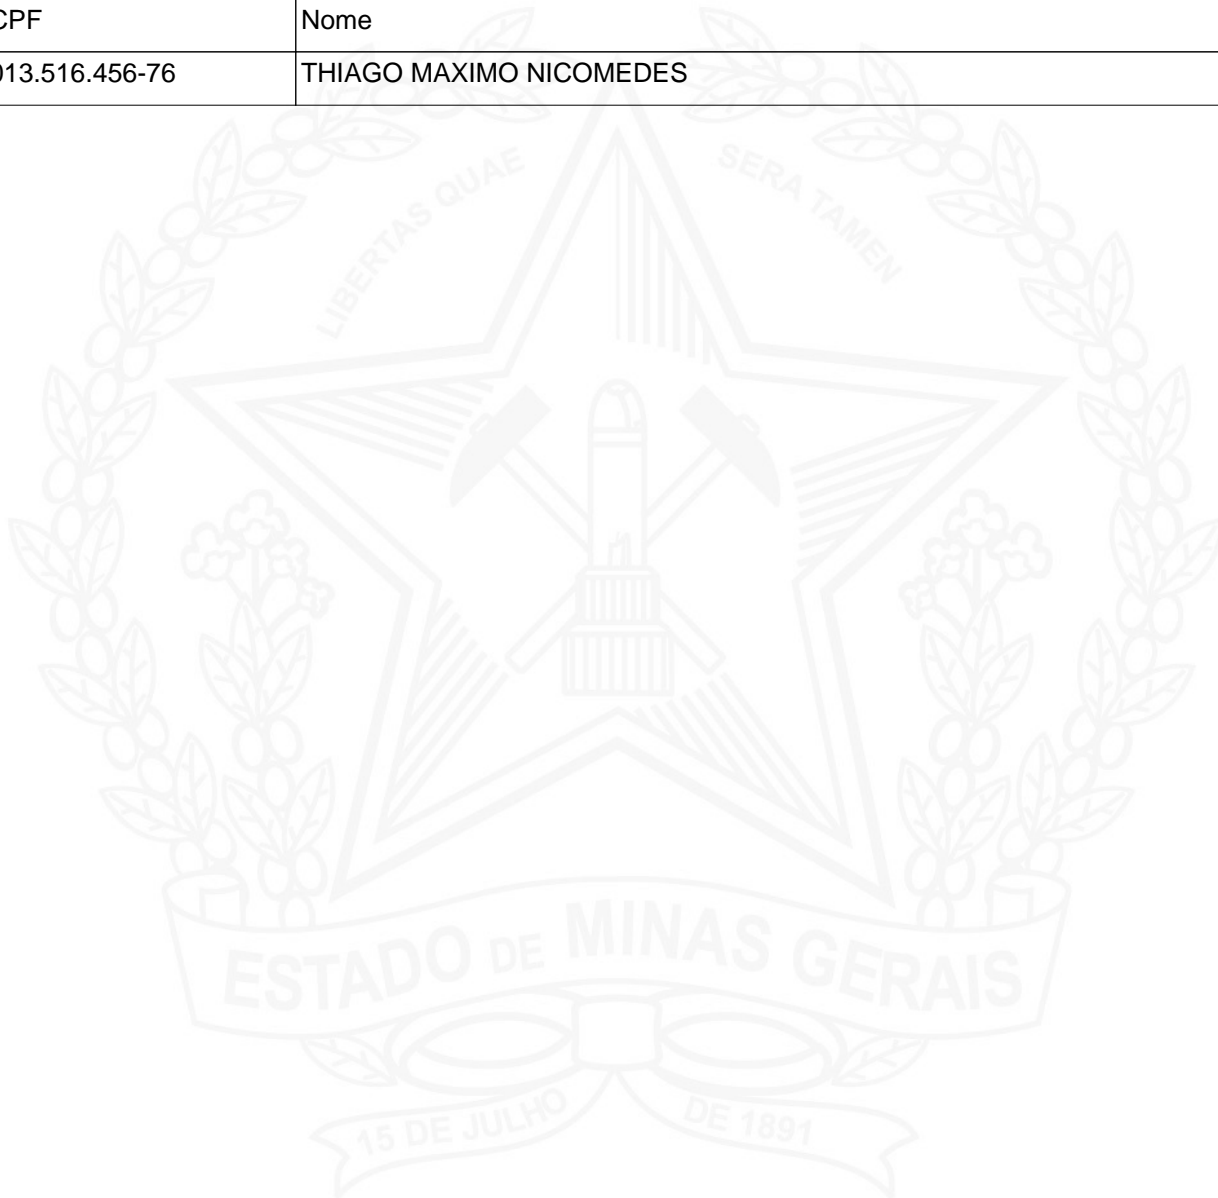 CPF Nome
013.516.456-76 THIAGO MAXIMO NICOMEDES
LIBERTAS QUAE SERA TAMEN
ESTADO DE MINAS GERAIS
15 DE JULHO DE 1891